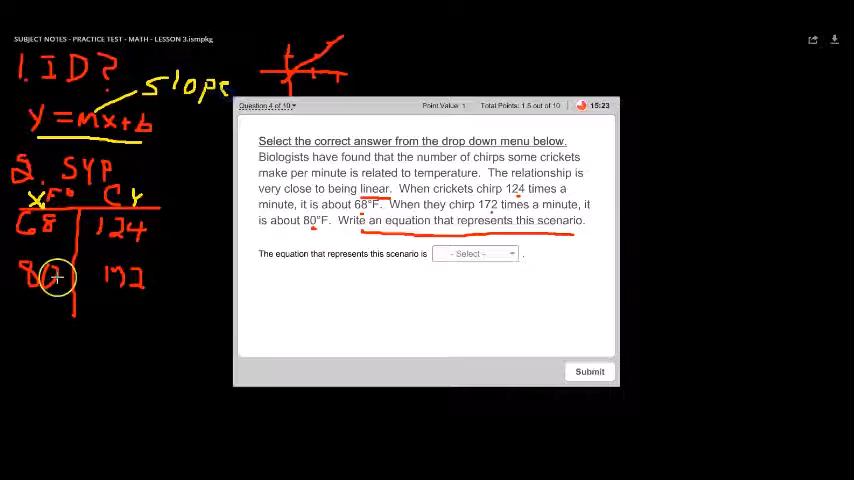 SUBJECT NOTES - PRACTICE TEST - MATH - LESSON 3.ismpkg
1. ID?
slope
y = mx + b
2. SYP
X F° C Y
68 124
80 172
Question 4 of 10
Point Value: 1
Total Points: 1.5 out of 10
15:23
Select the correct answer from the drop down menu below.
Biologists have found that the number of chirps some crickets
make per minute is related to temperature. The relationship is
very close to being linear. When crickets chirp 124 times a
minute, it is about 68°F. When they chirp 172 times a minute, it
is about 80°F. Write an equation that represents this scenario.
The equation that represents this scenario is - Select - .
Submit